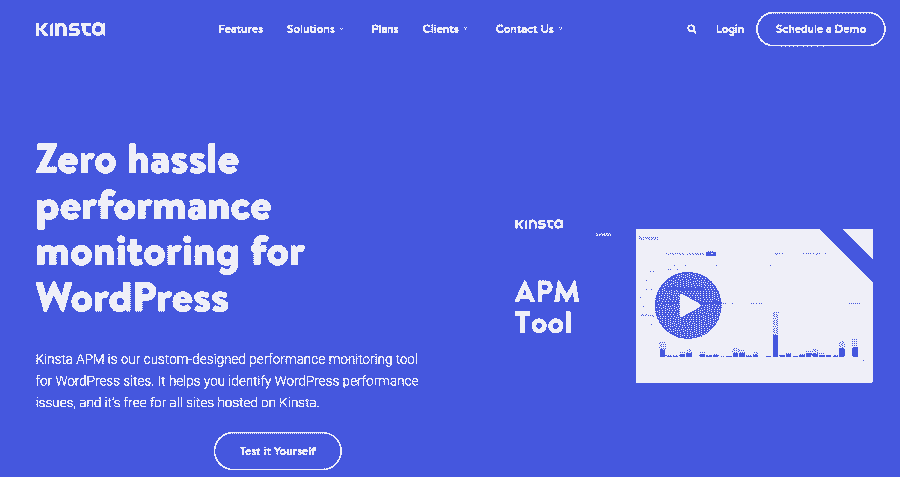 Kinsta
Features Solutions Plans Clients Contact Us Login Schedule a Demo
Zero hassle
performance
monitoring for
WordPress
Kinsta APM is our custom-designed performance monitoring tool
for WordPress sites. It helps you identify WordPress performance
issues, and it's free for all sites hosted on Kinsta.
Test it Yourself
Kinsta
APM
Tool